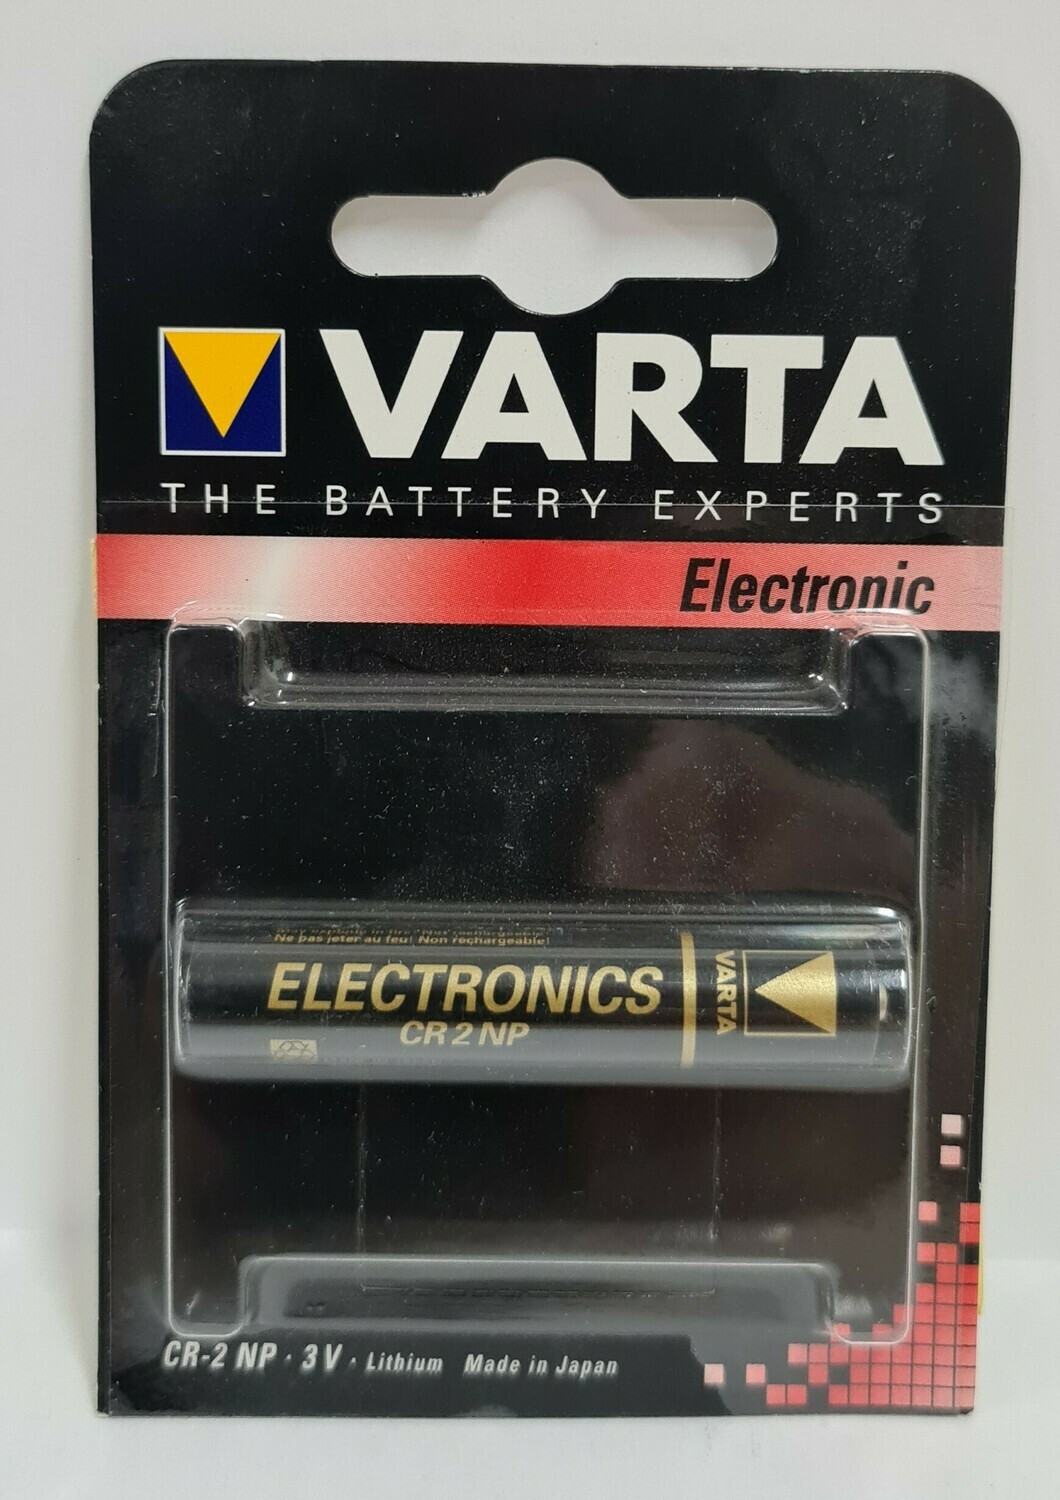 VARTA
THE BATTERY EXPERTS
Electronic
Ne pas jeter au feu! Non rechargeable!
ELECTRONICS
CR 2 NP
VARTA
CR-2 NP · 3V · Lithium Made in Japan